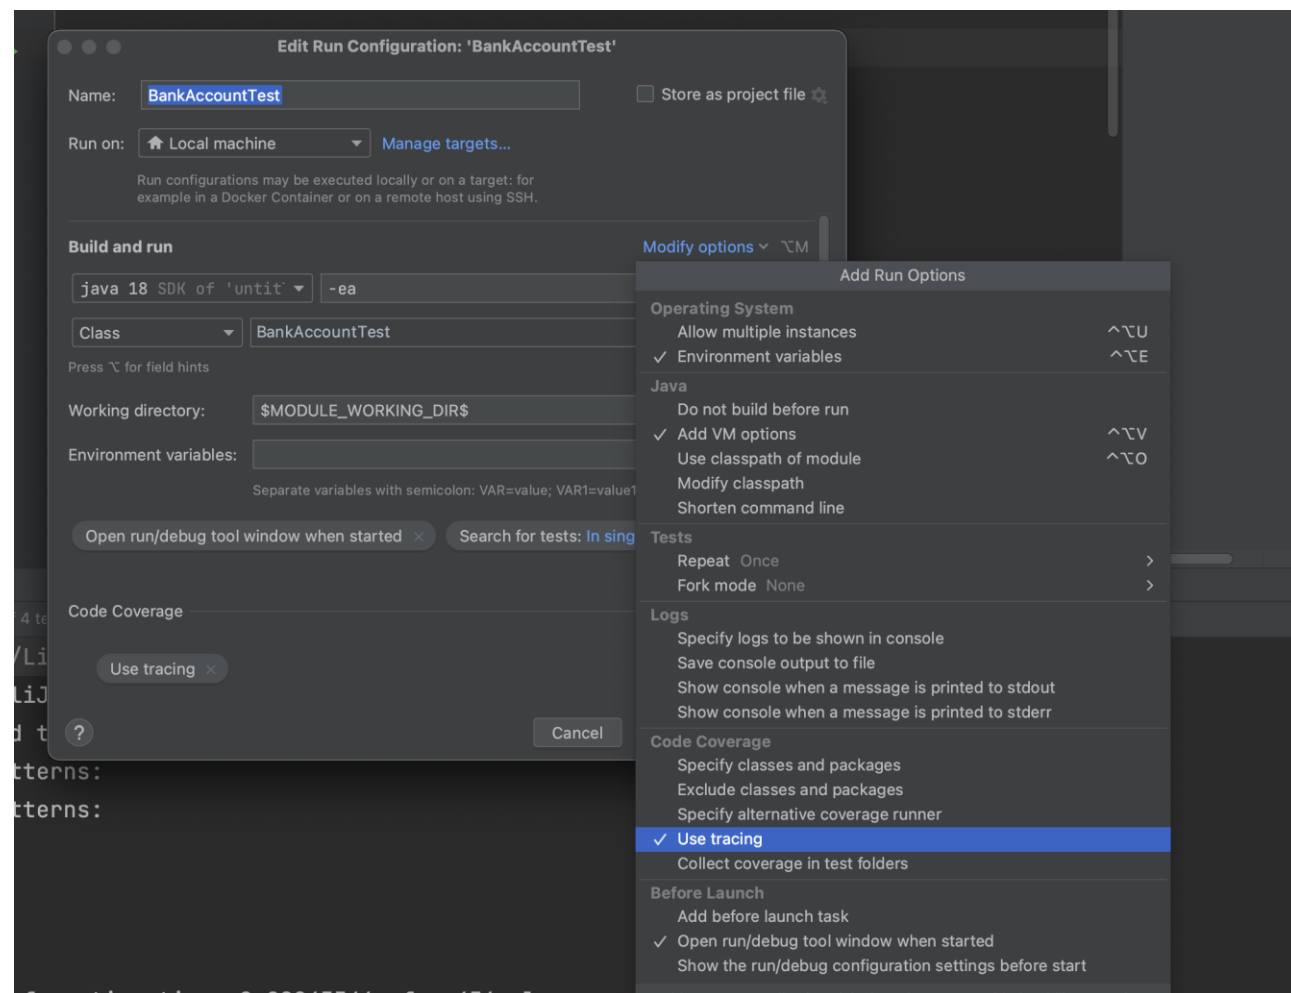 Edit Run Configuration: 'BankAccountTest'
Name: BankAccountTest Store as project file
Run on: Local machine Manage targets...
Run configurations may be executed locally or on a target: for
example in a Docker Container or on a remote host using SSH.
Build and run Modify options ⌥M
java 18 SDK of 'untit -ea
Class BankAccountTest
Press ⌥ for field hints
Working directory: $MODULE_WORKING_DIR$
Environment variables:
Separate variables with semicolon: VAR=value; VAR1=value1
Open run/debug tool window when started × Search for tests: In sing
Code Coverage
Use tracing ×
? Cancel
Add Run Options
Operating System
Allow multiple instances ^⌥U
✓ Environment variables ^⌥E
Java
Do not build before run
✓ Add VM options ^⌥V
Use classpath of module ^⌥O
Modify classpath
Shorten command line
Tests
Repeat Once >
Fork mode None >
Logs
Specify logs to be shown in console
Save console output to file
Show console when a message is printed to stdout
Show console when a message is printed to stderr
Code Coverage
Specify classes and packages
Exclude classes and packages
Specify alternative coverage runner
✓ Use tracing
Collect coverage in test folders
Before Launch
Add before launch task
✓ Open run/debug tool window when started
Show the run/debug configuration settings before start
4 te
/Li
LiJ
d t
tterns:
tterns: